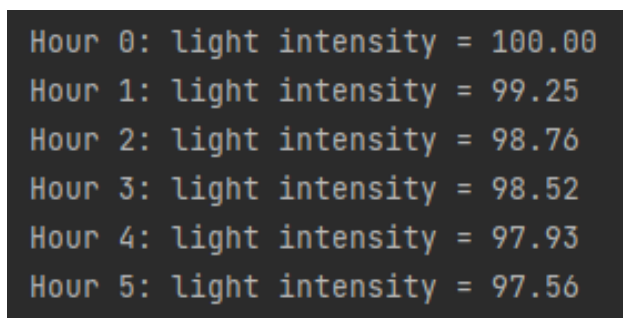 Hour 0: light intensity = 100.00
Hour 1: light intensity = 99.25
Hour 2: light intensity = 98.76
Hour 3: light intensity = 98.52
Hour 4: light intensity = 97.93
Hour 5: light intensity = 97.56